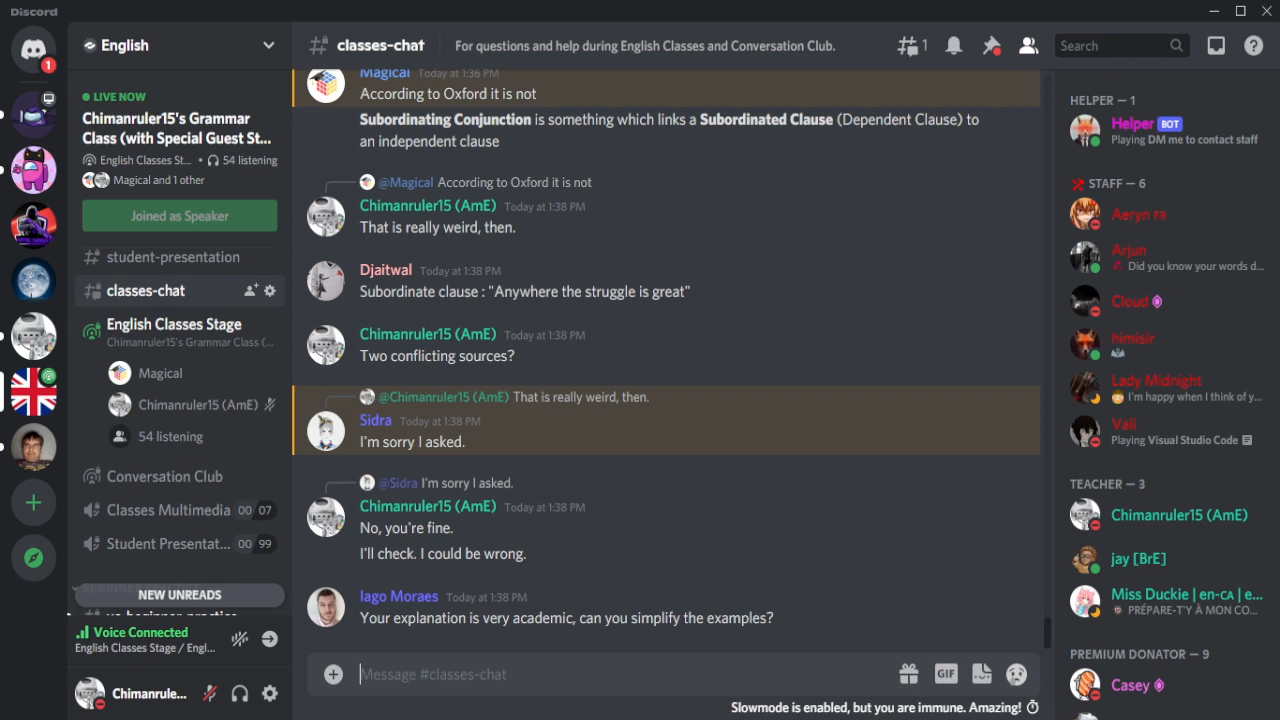 Discord
1
English
classes-chat
For questions and help during English Classes and Conversation Club.
1
Search
LIVE NOW
Chimanruler15's Grammar
Class (with Special Guest St...
English Classes St... • 54 listening
Magical and 1 other
Joined as Speaker
student-presentation
classes-chat
English Classes Stage
Chimanruler15's Grammar Class (...
Magical
Chimanruler15 (AmE)
54 listening
Conversation Club
Classes Multimedia 00 07
Student Presentat... 00 99
NEW UNREADS
Voice Connected
English Classes Stage / Engl...
Chimanrule...
Magical Today at 1:36 PM
According to Oxford it is not
Subordinating Conjunction is something which links a Subordinated Clause (Dependent Clause) to
an independent clause
@Magical According to Oxford it is not
Chimanruler15 (AmE) Today at 1:38 PM
That is really weird, then.
Djaitwal Today at 1:38 PM
Subordinate clause : "Anywhere the struggle is great"
Chimanruler15 (AmE) Today at 1:38 PM
Two conflicting sources?
@Chimanruler15 (AmE) That is really weird, then.
Sidra Today at 1:38 PM
I'm sorry I asked.
@Sidra I'm sorry I asked.
Chimanruler15 (AmE) Today at 1:38 PM
No, you're fine.
I'll check. I could be wrong.
Iago Moraes Today at 1:38 PM
Your explanation is very academic, can you simplify the examples?
Message #classes-chat
GIF
Slowmode is enabled, but you are immune. Amazing!
HELPER — 1
Helper BOT
Playing DM me to contact staff
STAFF — 6
Aeryn FR
Arjun
Did you know your words d...
Cloud
himisir
Lady Midnight
I'm happy when I think of y...
Vali
Playing Visual Studio Code
TEACHER — 3
Chimanruler15 (AmE)
jay [BrE]
Miss Duckie | en-CA | e...
PRÉPARE-T'Y À MON CO...
PREMIUM DONATOR — 9
Casey